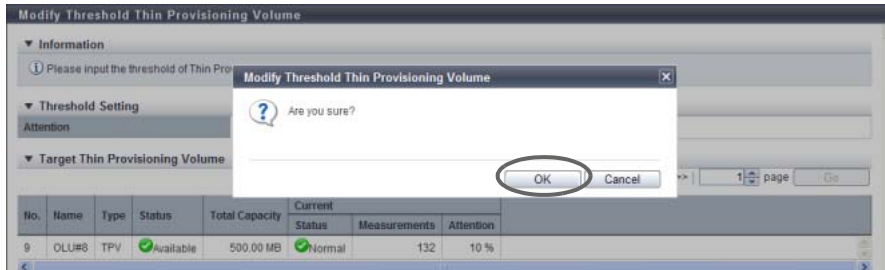 Modify Threshold Thin Provisioning Volume
Information
Please input the threshold of Thin Pro
Modify Threshold Thin Provisioning Volume
Are you sure?
Threshold Setting
Attention
OK Cancel
Target Thin Provisioning Volume
>> 1 page Go
No. Name Type Status Total Capacity Current
Status Measurements Attention
9 OLU#8 TPV Available 500.00 MB Normal 132 10 %